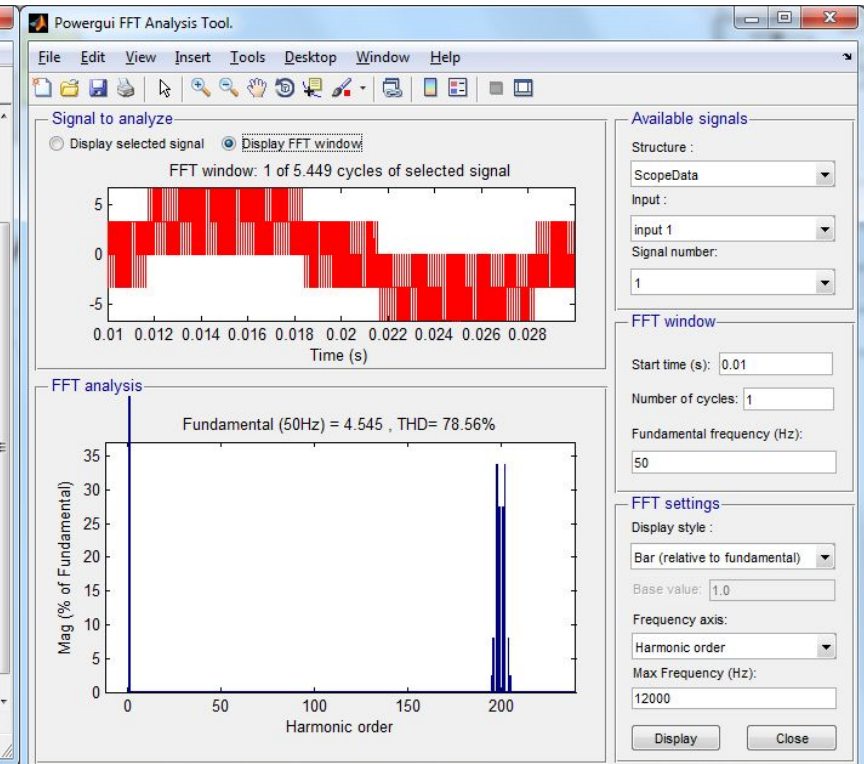 Powergui FFT Analysis Tool.
File Edit View Insert Tools Desktop Window Help
Signal to analyze
Display selected signal Display FFT window
FFT window: 1 of 5.449 cycles of selected signal
5
0
-5
0.01 0.012 0.014 0.016 0.018 0.02 0.022 0.024 0.026 0.028
Time (s)
FFT analysis
Fundamental (50Hz) = 4.545 , THD= 78.56%
35
30
25
20
15
10
5
0
Mag (% of Fundamental)
0 50 100 150 200
Harmonic order
Available signals
Structure :
ScopeData
Input :
input 1
Signal number:
1
FFT window
Start time (s): 0.01
Number of cycles: 1
Fundamental frequency (Hz):
50
FFT settings
Display style :
Bar (relative to fundamental)
Base value: 1.0
Frequency axis:
Harmonic order
Max Frequency (Hz):
12000
Display Close